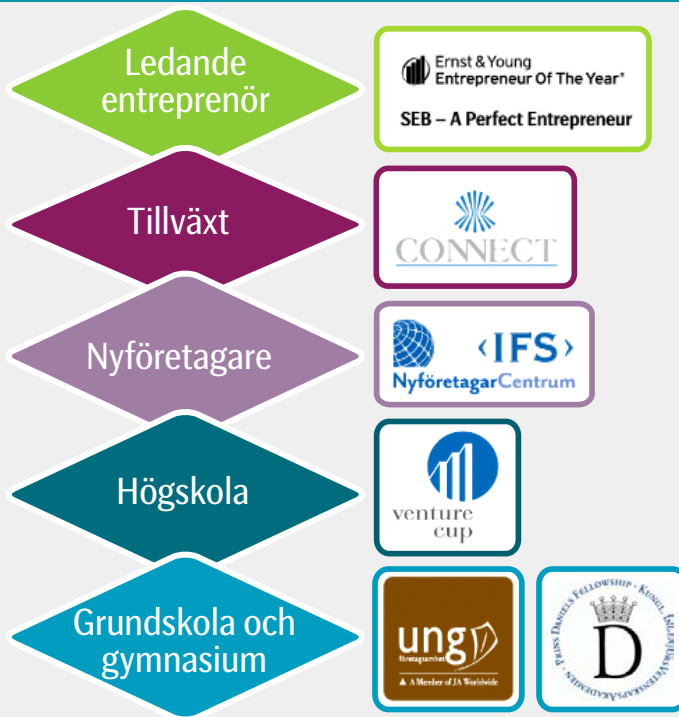 Ledande
entreprenör
Ernst & Young
Entrepreneur Of The Year®
SEB – A Perfect Entrepreneur
Tillväxt
CONNECT
Nyföretagare
‹IFS›
NyföretagarCentrum
Högskola
venture
cup
Grundskola och
gymnasium
ung
företagsamhet
A Member of JA Worldwide
PRINS DANIELS FELLOWSHIP · KUNGL. INGENJÖRSVETENSKAPSAKADEMIEN ·
D